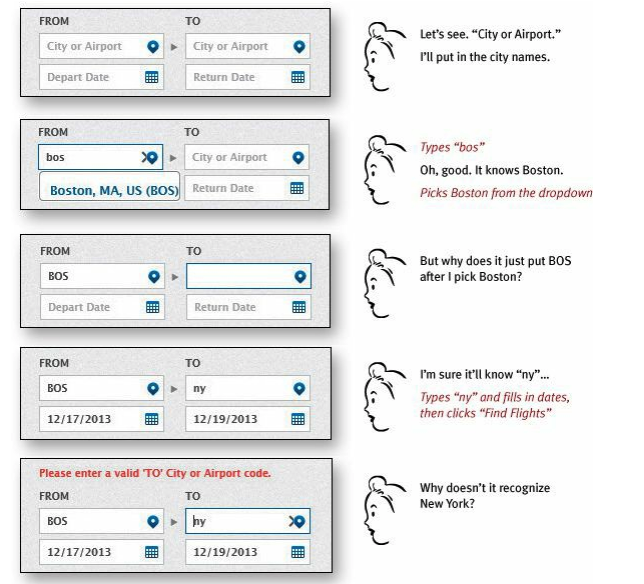 FROM TO
City or Airport City or Airport
Depart Date Return Date
Let's see. “City or Airport.”
I'll put in the city names.
FROM TO
bos City or Airport
Boston, MA, US (BOS) Return Date
Types “bos”
Oh, good. It knows Boston.
Picks Boston from the dropdown
FROM TO
BOS
Depart Date Return Date
But why does it just put BOS
after I pick Boston?
FROM TO
BOS ny
12/17/2013 12/19/2013
I'm sure it'll know “ny”...
Types “ny” and fills in dates,
then clicks “Find Flights”
Please enter a valid 'TO' City or Airport code.
FROM TO
BOS ny
12/17/2013 12/19/2013
Why doesn't it recognize
New York?